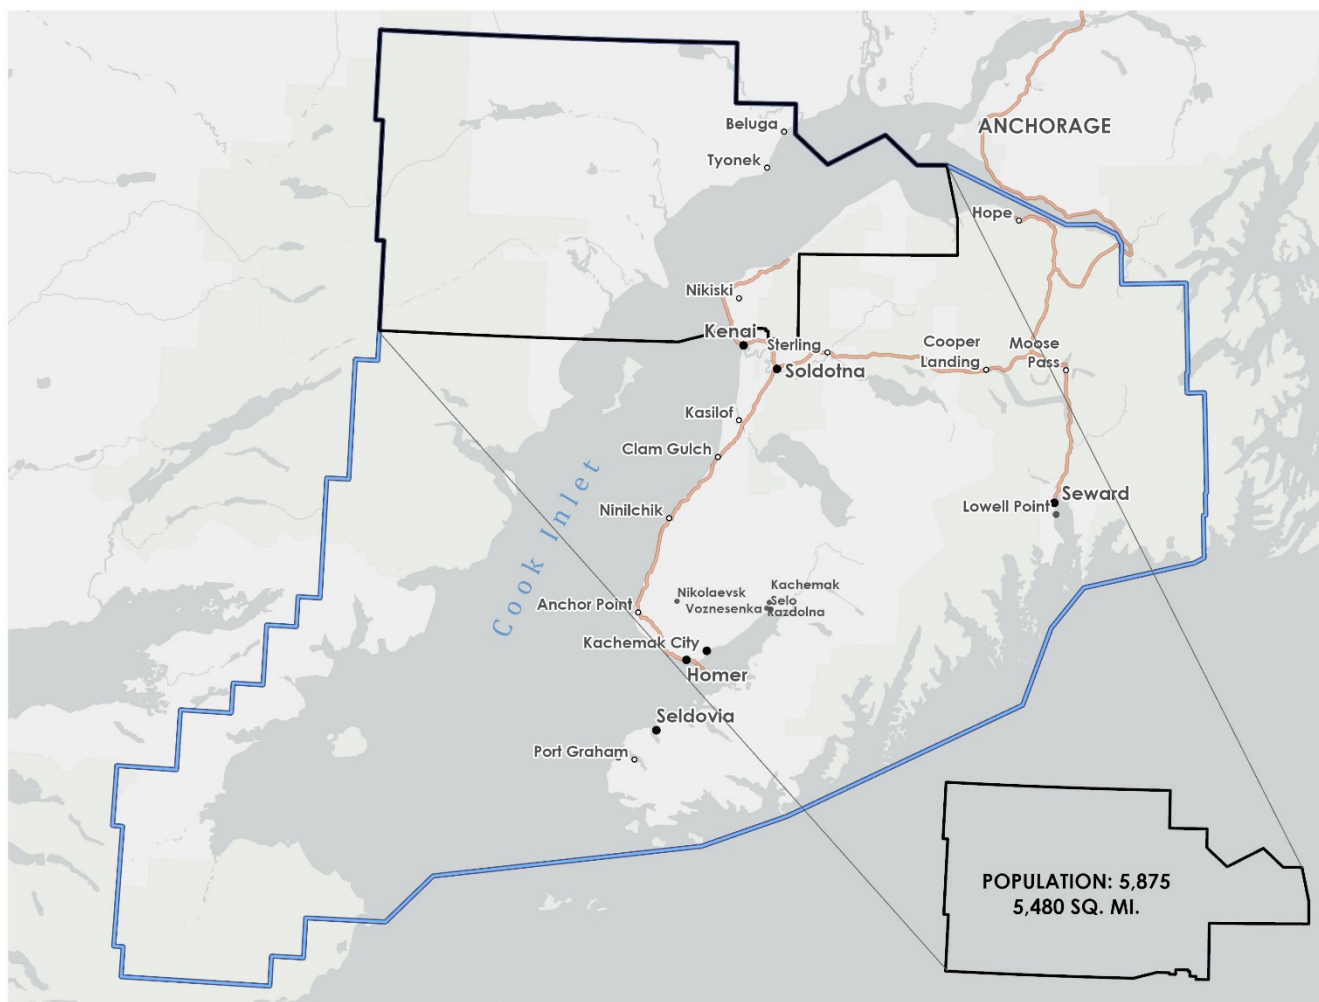 Beluga
ANCHORAGE
Tyonek
Hope
Nikiski
Kenai
Sterling
Cooper
Landing
Moose
Pass
Soldotna
Kasilof
Clam Gulch
Seward
Lowell Point
Ninilchik
Cook Inlet
Nikolaevsk
Kachemak
Selo
Voznesenka
Razdolna
Anchor Point
Kachemak City
Homer
Seldovia
Port Graham
POPULATION: 5,875
5,480 SQ. MI.